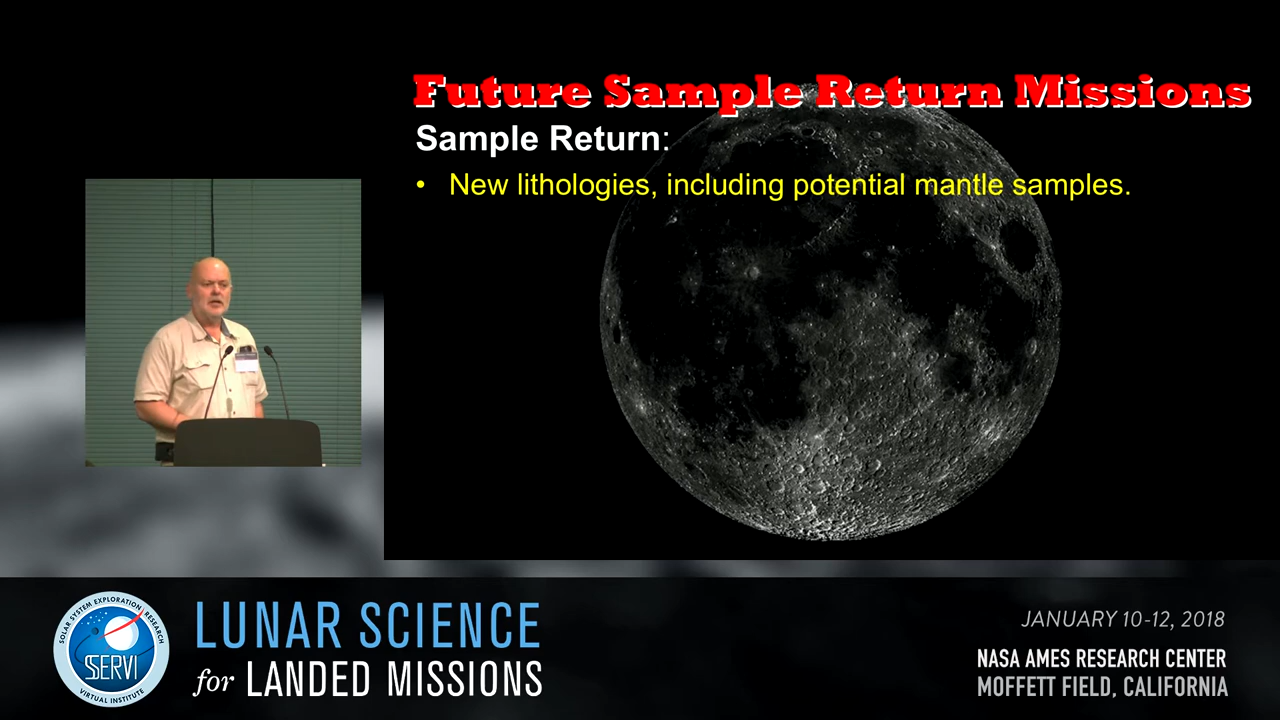 Future Sample Return Missions
Sample Return:
• New lithologies, including potential mantle samples.
SOLAR SYSTEM EXPLORATION RESEARCH
SSERVI
VIRTUAL INSTITUTE
LUNAR SCIENCE
for LANDED MISSIONS
JANUARY 10-12, 2018
NASA AMES RESEARCH CENTER
MOFFETT FIELD, CALIFORNIA